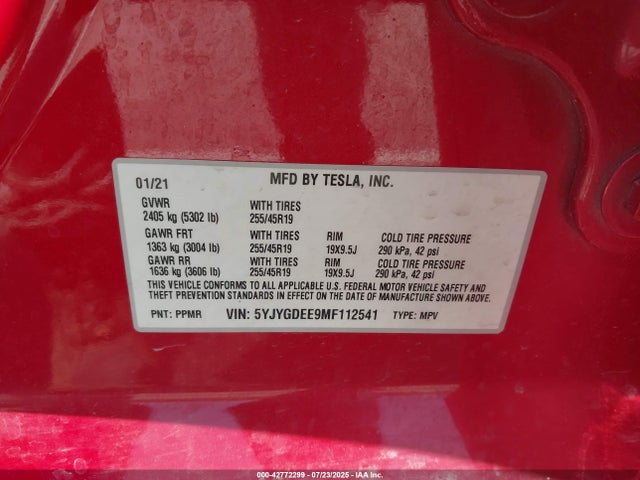 01/21 MFD BY TESLA, INC.
GVWR WITH TIRES
2405 kg (5302 lb) 255/45R19
GAWR FRT WITH TIRES RIM COLD TIRE PRESSURE
1363 kg (3004 lb) 255/45R19 19X9.5J 290 kPa, 42 psi
GAWR RR WITH TIRES RIM COLD TIRE PRESSURE
1636 kg (3606 lb) 255/45R19 19X9.5J 290 kPa, 42 psi
THIS VEHICLE CONFORMS TO ALL APPLICABLE U.S. FEDERAL MOTOR VEHICLE SAFETY AND
THEFT PREVENTION STANDARDS IN EFFECT ON THE DATE OF MANUFACTURE SHOWN ABOVE.
PNT: PPMR VIN: 5YJYGDEE9MF112541 TYPE: MPV
000-42772299 - 07/23/2025 - IAA Inc.